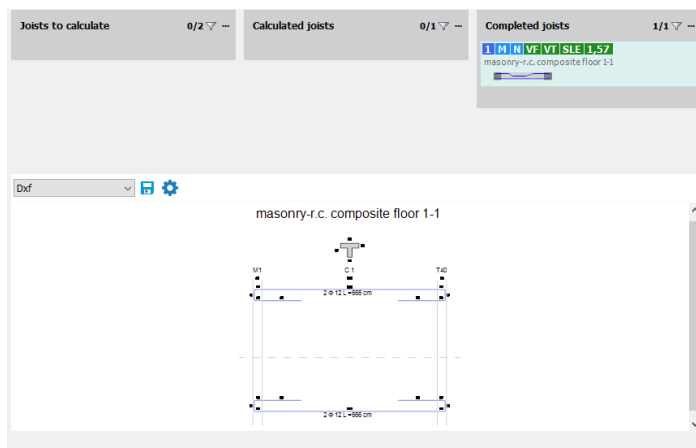 Joists to calculate 0/2 ...
Calculated joists 0/1 ...
Completed joists 1/1 ...
1 M N VF VT SLE 1,57
masonry-r.c. composite floor 1-1
Dxf
masonry-r.c. composite floor 1-1
M1 C 1 T40
2 Φ 12 L =666 cm
2 Φ 12 L =666 cm